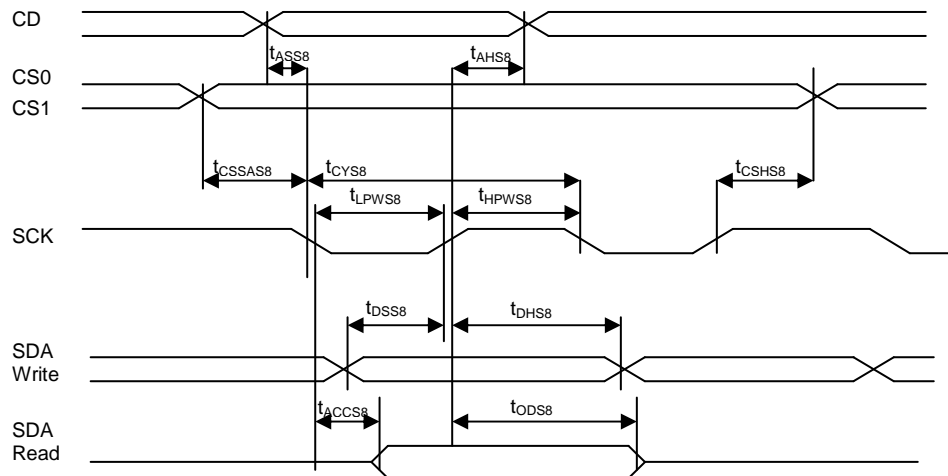 CD
tASS8 tAHS8
CS0
CS1
tCSSAS8 tCYS8 tCSHS8
tLPWS8 tHPWS8
SCK
tDSS8 tDHS8
SDA
Write
tACCS8 tODS8
SDA
Read